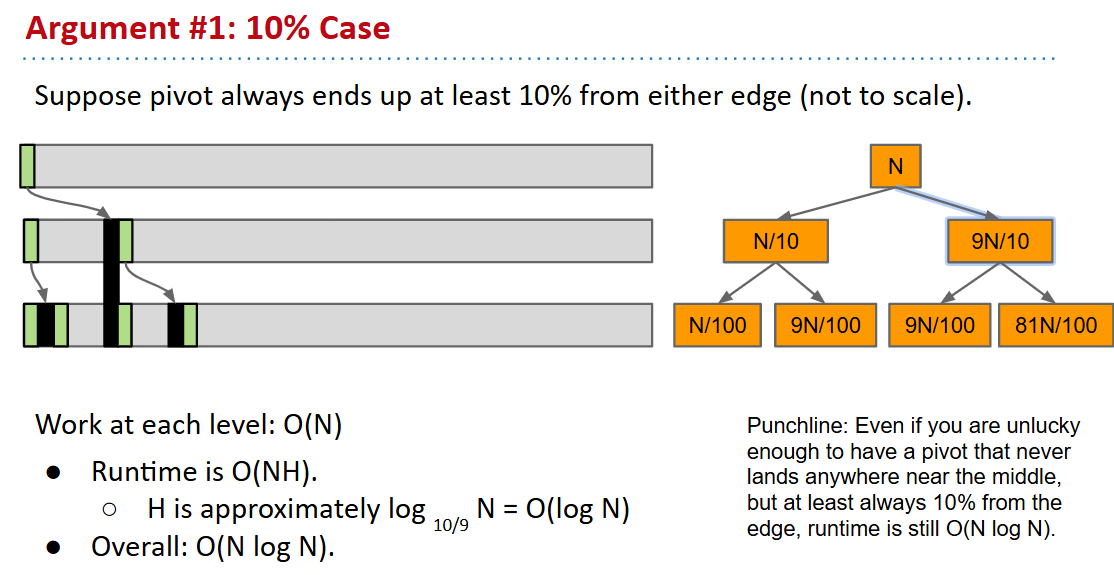 Argument #1: 10% Case
Suppose pivot always ends up at least 10% from either edge (not to scale).
N
N/10
9N/10
N/100
9N/100
9N/100
81N/100
Work at each level: O(N)
● Runtime is O(NH).
○ H is approximately log 10/9 N = O(log N)
● Overall: O(N log N).
Punchline: Even if you are unlucky
enough to have a pivot that never
lands anywhere near the middle,
but at least always 10% from the
edge, runtime is still O(N log N).